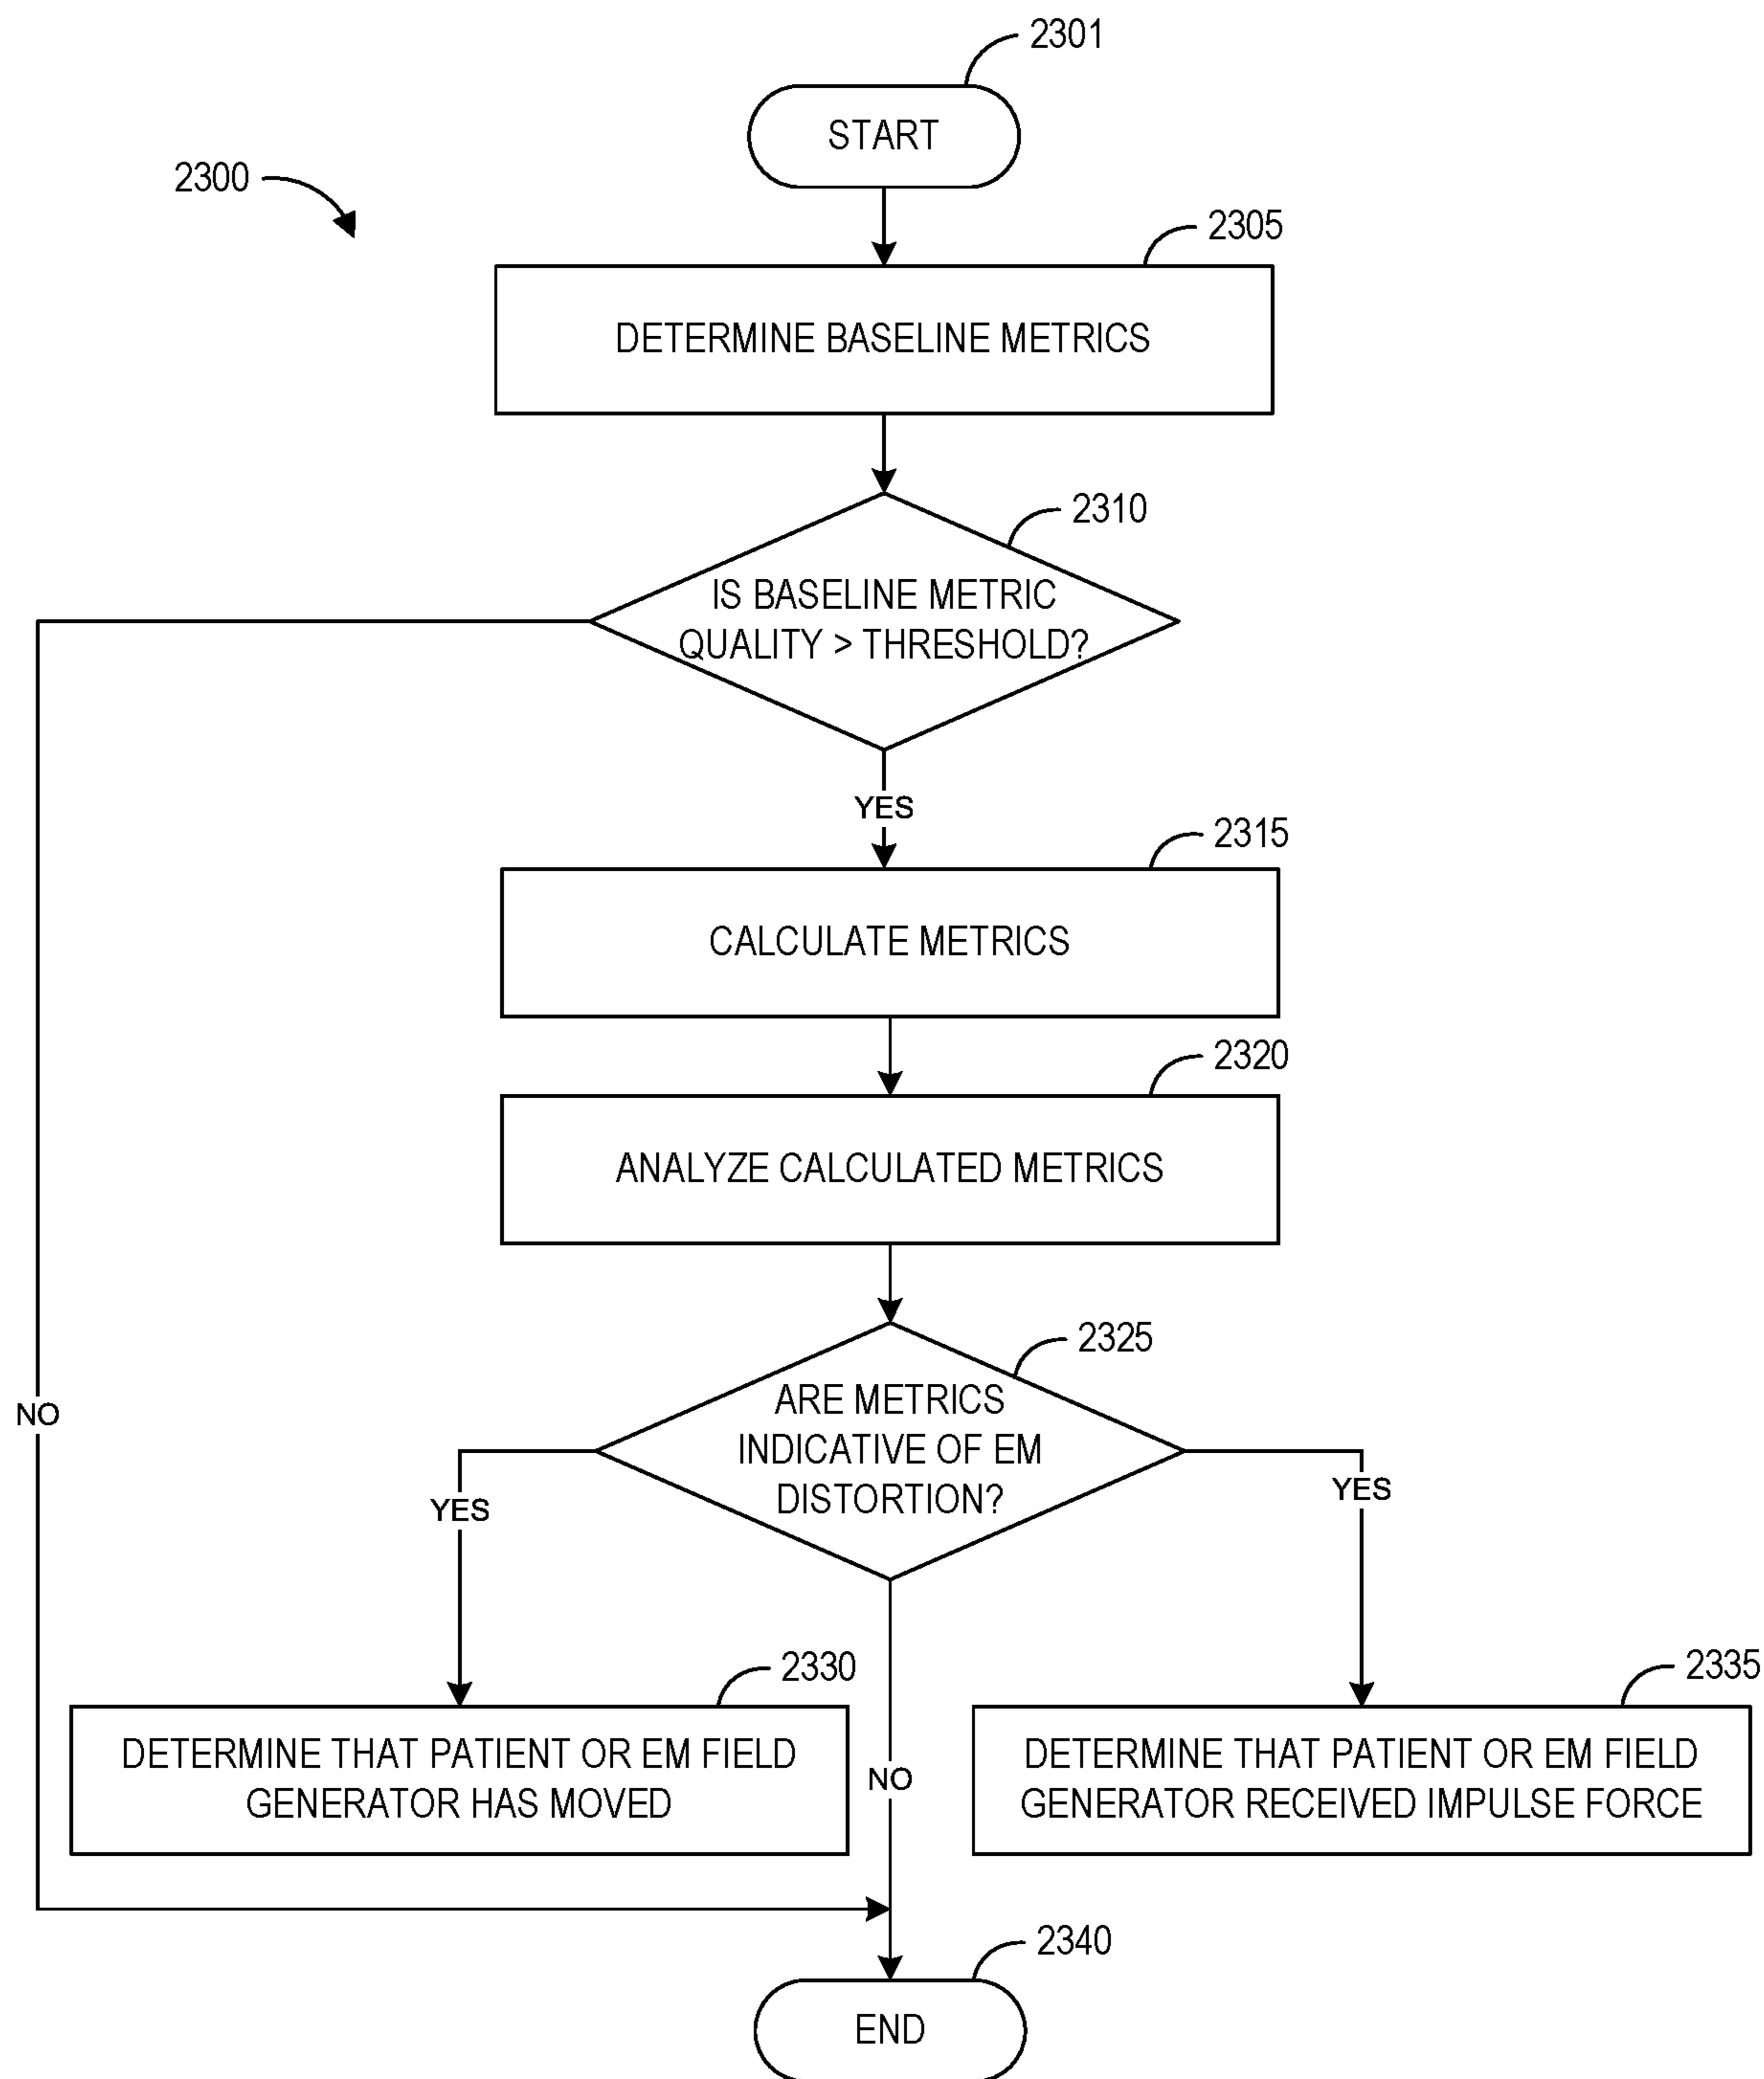 2301
START
2300
2305
DETERMINE BASELINE METRICS
2310
IS BASELINE METRIC
QUALITY > THRESHOLD?
YES
2315
CALCULATE METRICS
2320
ANALYZE CALCULATED METRICS
2325
ARE METRICS
INDICATIVE OF EM
DISTORTION?
NO
YES
YES
2330
2335
DETERMINE THAT PATIENT OR EM FIELD
GENERATOR HAS MOVED
NO
DETERMINE THAT PATIENT OR EM FIELD
GENERATOR RECEIVED IMPULSE FORCE
2340
END